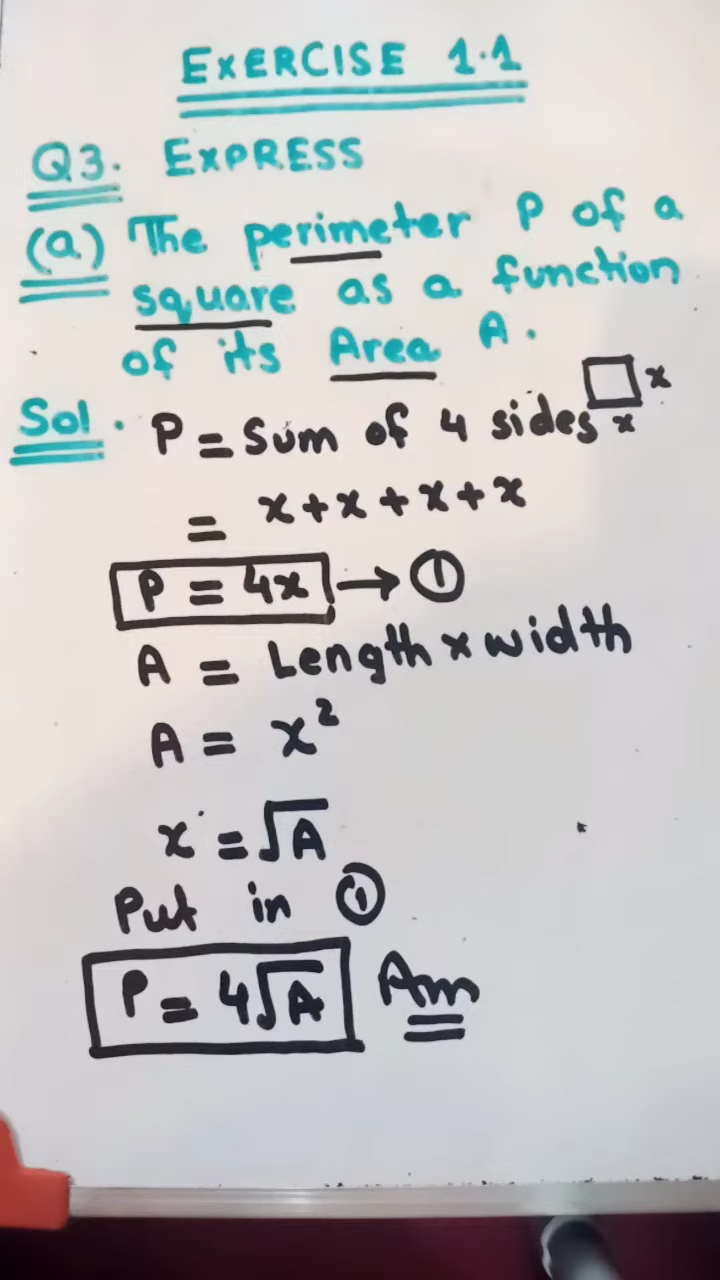 EXERCISE 1.1
Q3. EXPRESS
(a) The perimeter P of a
square as a function
of its Area A.
Sol. P = Sum of 4 sides x
x
= x + x + x + x
P = 4x → ①
A = Length x width
A = x²
x = √A
Put in ①
P = 4√A Ans